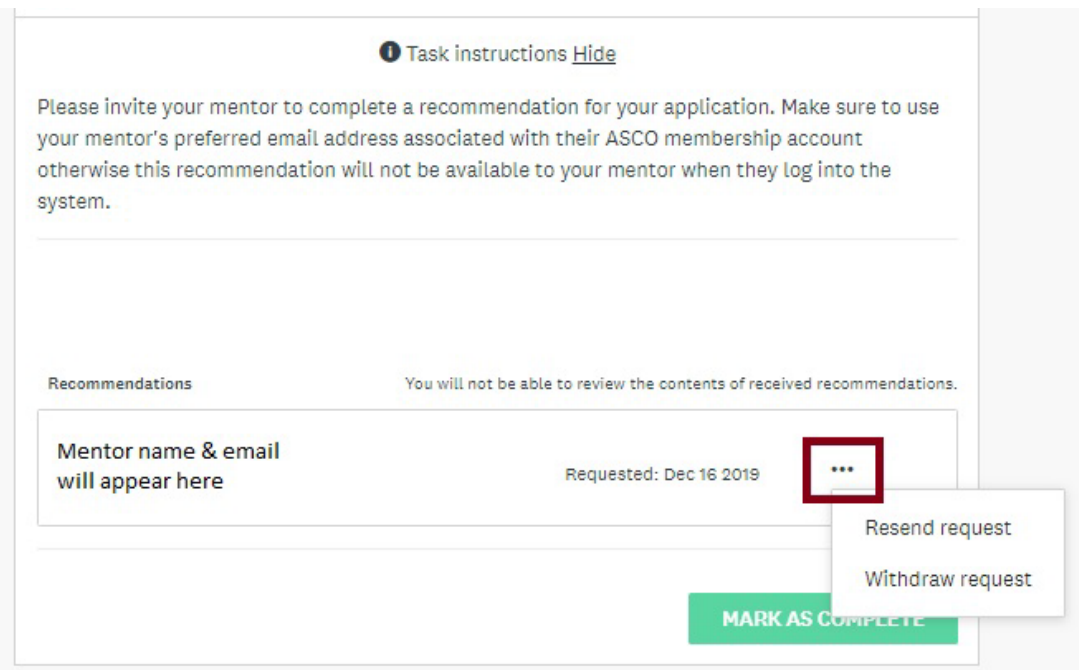 Task instructions Hide
Please invite your mentor to complete a recommendation for your application. Make sure to use
your mentor's preferred email address associated with their ASCO membership account
otherwise this recommendation will not be available to your mentor when they log into the
system.
Recommendations You will not be able to review the contents of received recommendations.
Mentor name & email
will appear here
Requested: Dec 16 2019 •••
Resend request
Withdraw request
MARK AS COMPLETE